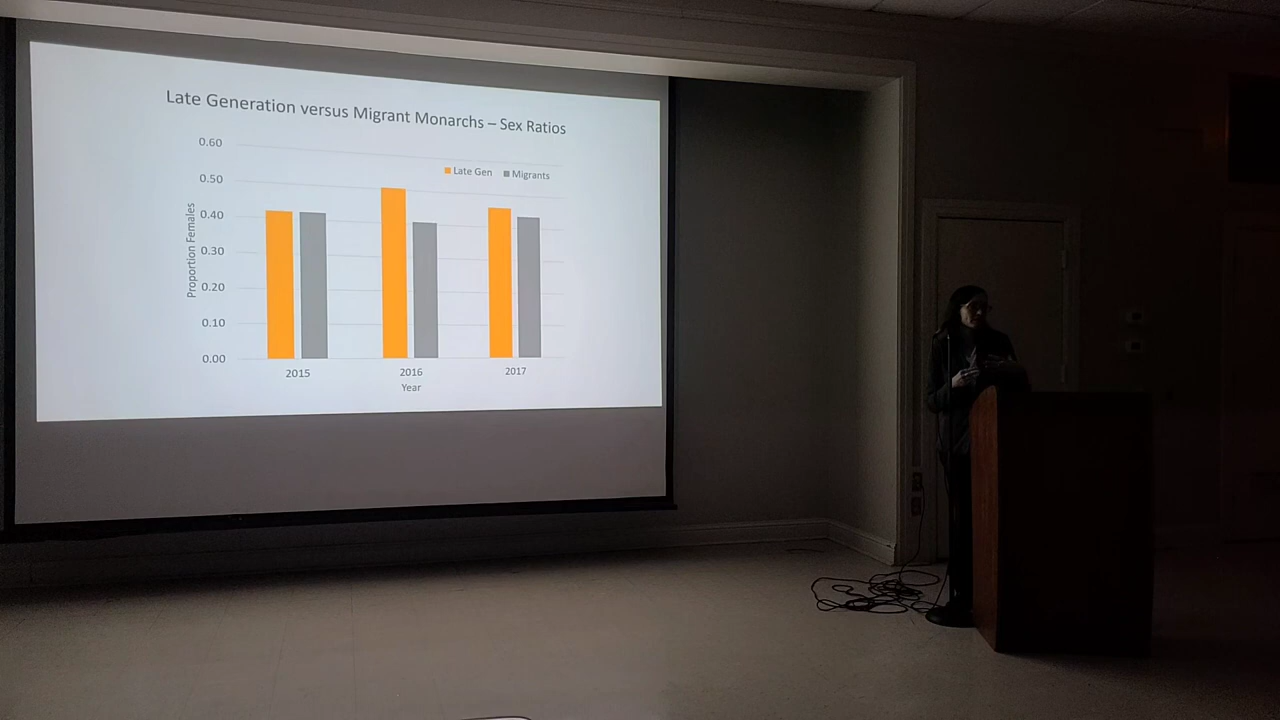 Late Generation versus Migrant Monarchs – Sex Ratios
Late Gen Migrants
Proportion Females
0.60
0.50
0.40
0.30
0.20
0.10
0.00
2015 2016 2017
Year